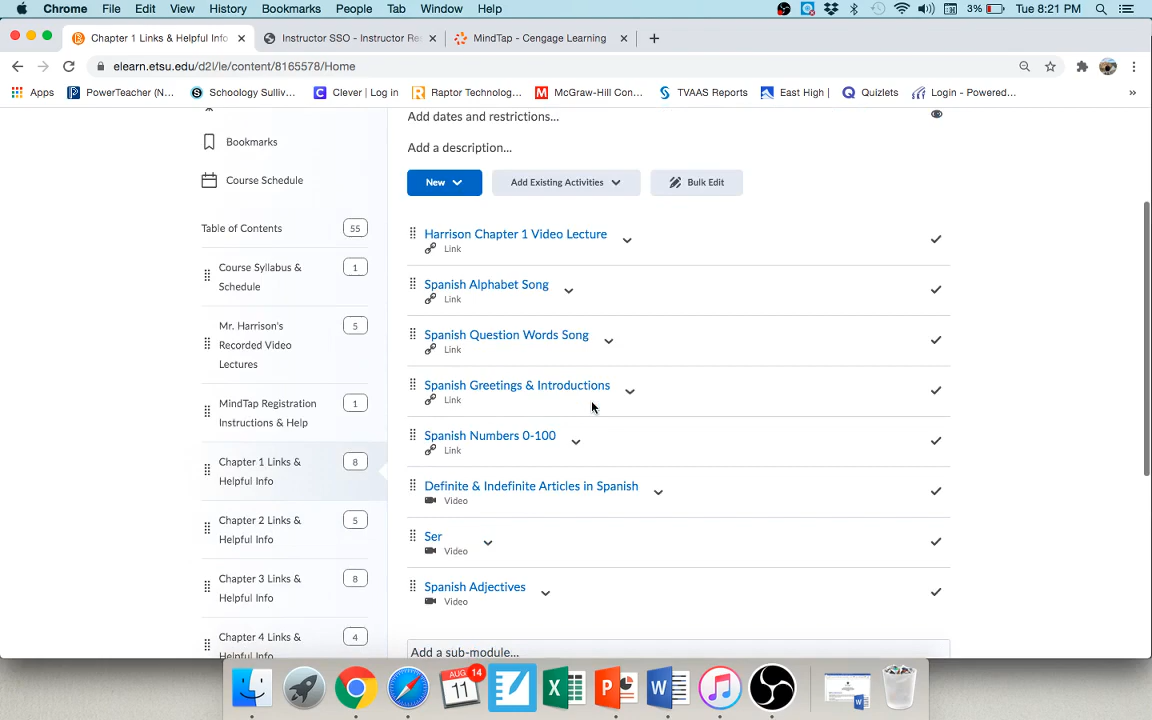 Chrome File Edit View History Bookmarks People Tab Window Help 3% Tue 8:21 PM
Chapter 1 Links & Helpful Info Instructor SSO - Instructor Re MindTap - Cengage Learning
elearn.etsu.edu/d2l/le/content/8165578/Home
Apps PowerTeacher (N... Schoology Sulliv... Clever | Log in Raptor Technolog... McGraw-Hill Con... TVAAS Reports East High | Quizlets Login - Powered... »
Bookmarks
Course Schedule
Table of Contents 55
Course Syllabus & 1
Schedule
Mr. Harrison's 5
Recorded Video
Lectures
MindTap Registration 1
Instructions & Help
Chapter 1 Links & 8
Helpful Info
Chapter 2 Links & 5
Helpful Info
Chapter 3 Links & 8
Helpful Info
Chapter 4 Links & 4
Helpful Info
Add dates and restrictions...
Add a description...
New Add Existing Activities Bulk Edit
Harrison Chapter 1 Video Lecture
Link
Spanish Alphabet Song
Link
Spanish Question Words Song
Link
Spanish Greetings & Introductions
Link
Spanish Numbers 0-100
Link
Definite & Indefinite Articles in Spanish
Video
Ser
Video
Spanish Adjectives
Video
Add a sub-module...
AUG 14
11